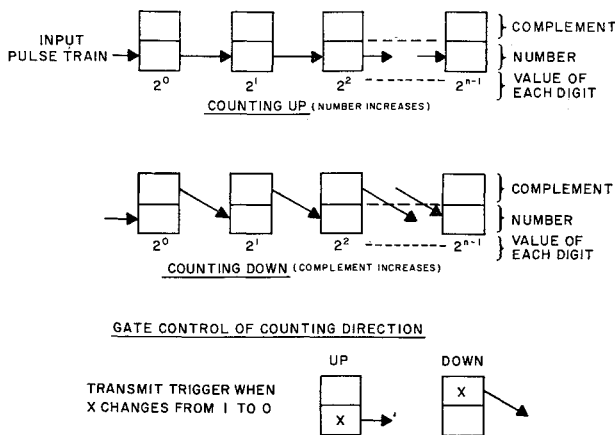 INPUT
PULSE TRAIN
COMPLEMENT
NUMBER
VALUE OF
EACH DIGIT
2⁰ 2¹ 2² 2ⁿ⁻¹
COUNTING UP (NUMBER INCREASES)
COMPLEMENT
NUMBER
VALUE OF
EACH DIGIT
2⁰ 2¹ 2² 2ⁿ⁻¹
COUNTING DOWN (COMPLEMENT INCREASES)
GATE CONTROL OF COUNTING DIRECTION
UP DOWN
TRANSMIT TRIGGER WHEN
X CHANGES FROM 1 TO 0
X
X